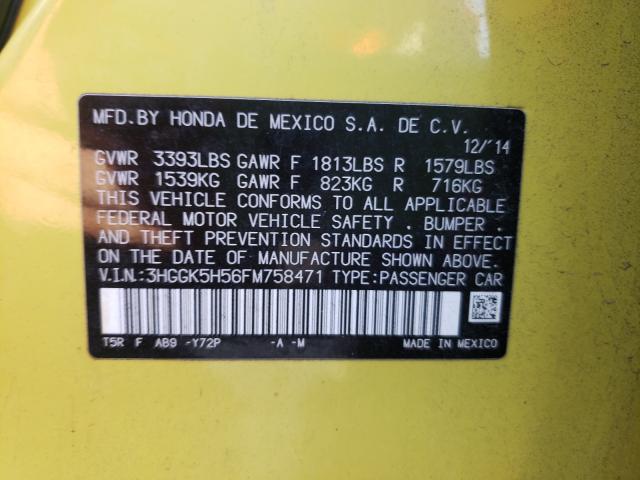 MFD.BY HONDA DE MEXICO S.A. DE C.V.
12/'14
GVWR 3393LBS GAWR F 1813LBS R 1579LBS
GVWR 1539KG GAWR F 823KG R 716KG
THIS VEHICLE CONFORMS TO ALL APPLICABLE
FEDERAL MOTOR VEHICLE SAFETY . BUMPER .
AND THEFT PREVENTION STANDARDS IN EFFECT
ON THE DATE OF MANUFACTURE SHOWN ABOVE.
V.I.N.:3HGGK5H56FM758471 TYPE:PASSENGER CAR
T5R F AB9 -Y72P -A -M MADE IN MEXICO